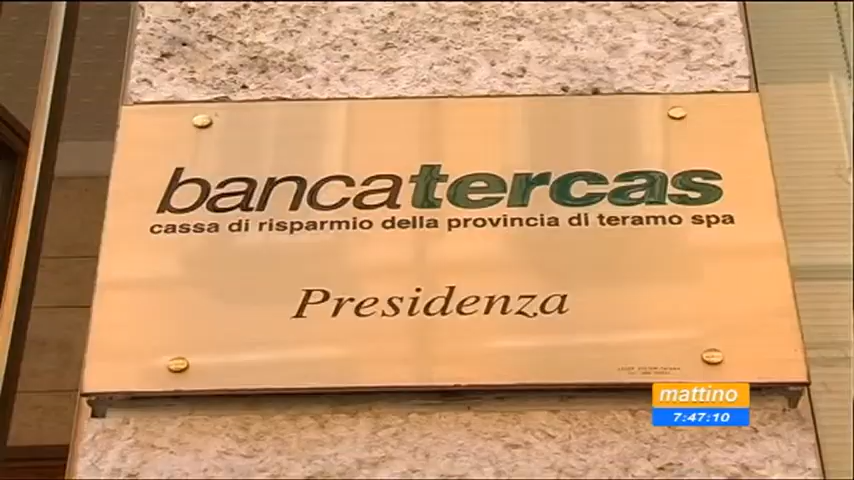 bancatercas
cassa di risparmio della provincia di teramo spa
Presidenza
mattino
7:47:10